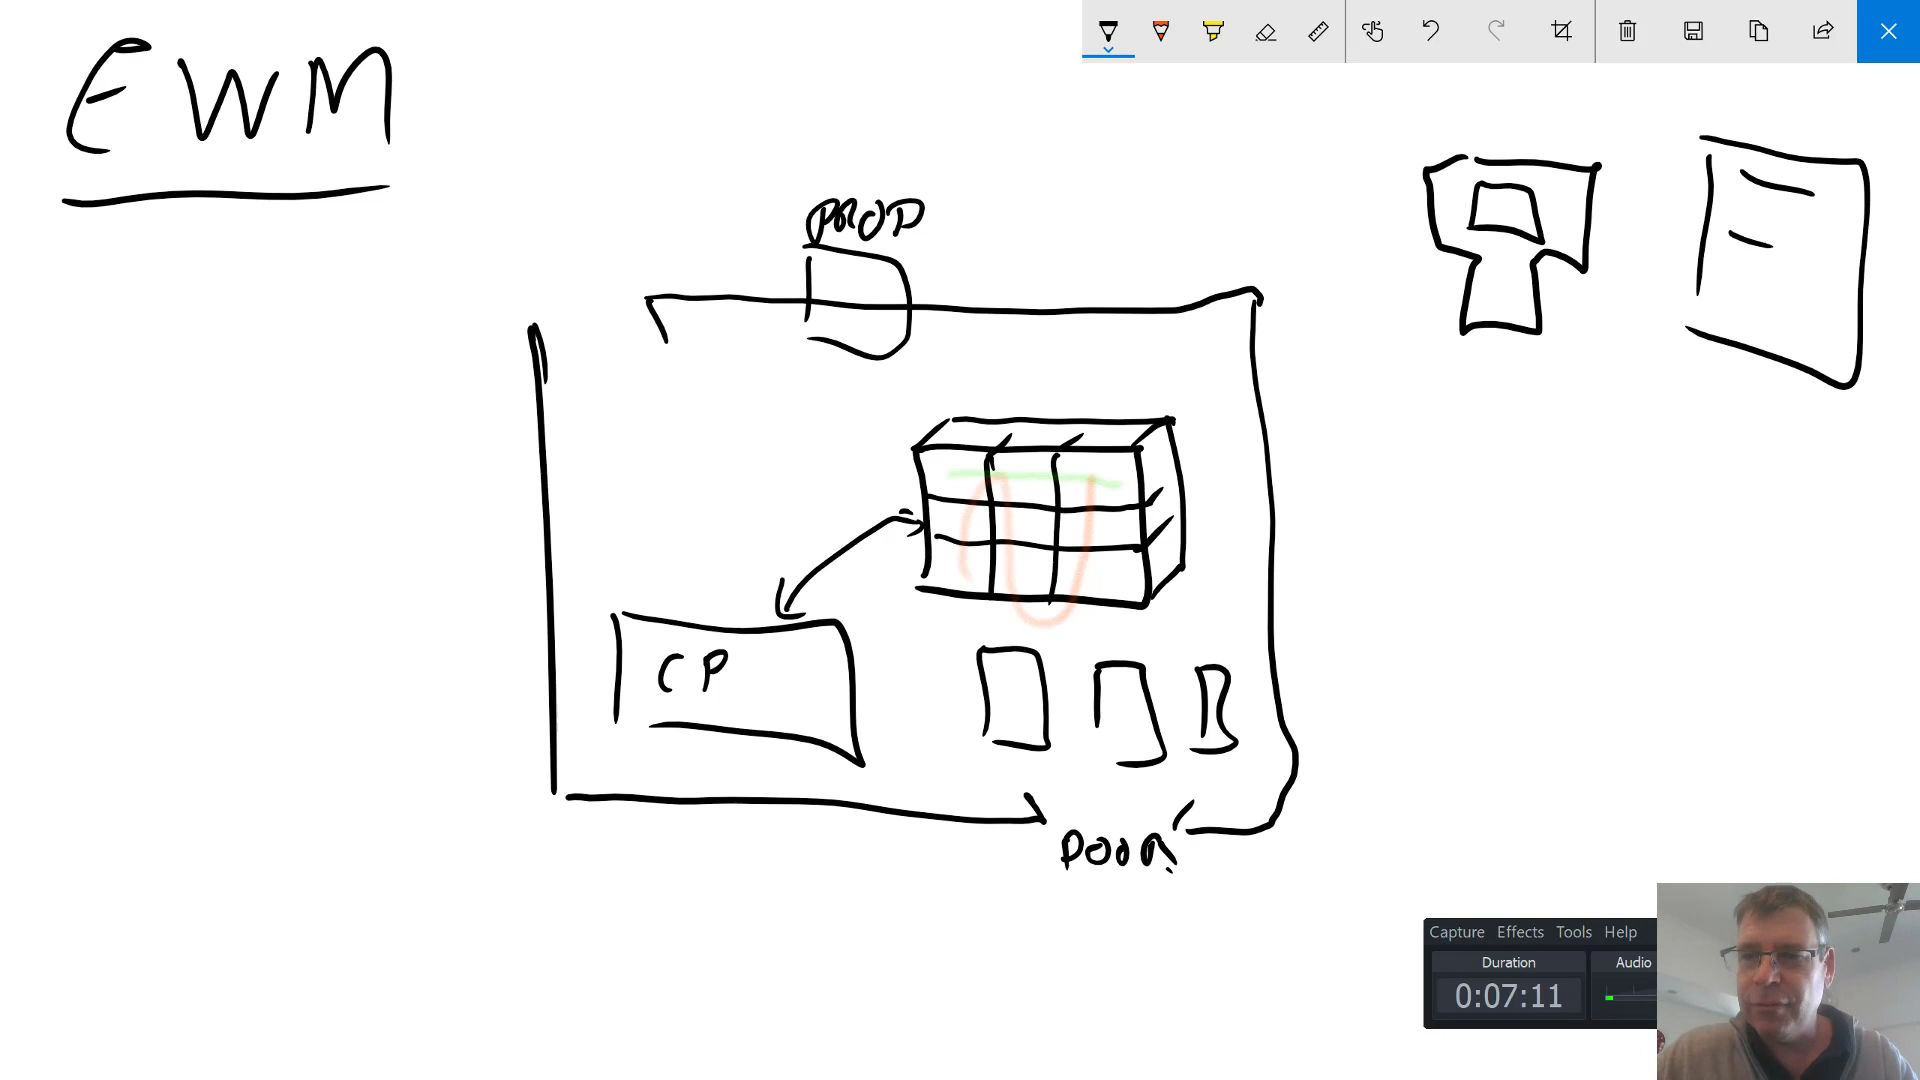 EWM
PROD
CP
DOOR
Capture Effects Tools Help
Duration
Audio
0:07:11